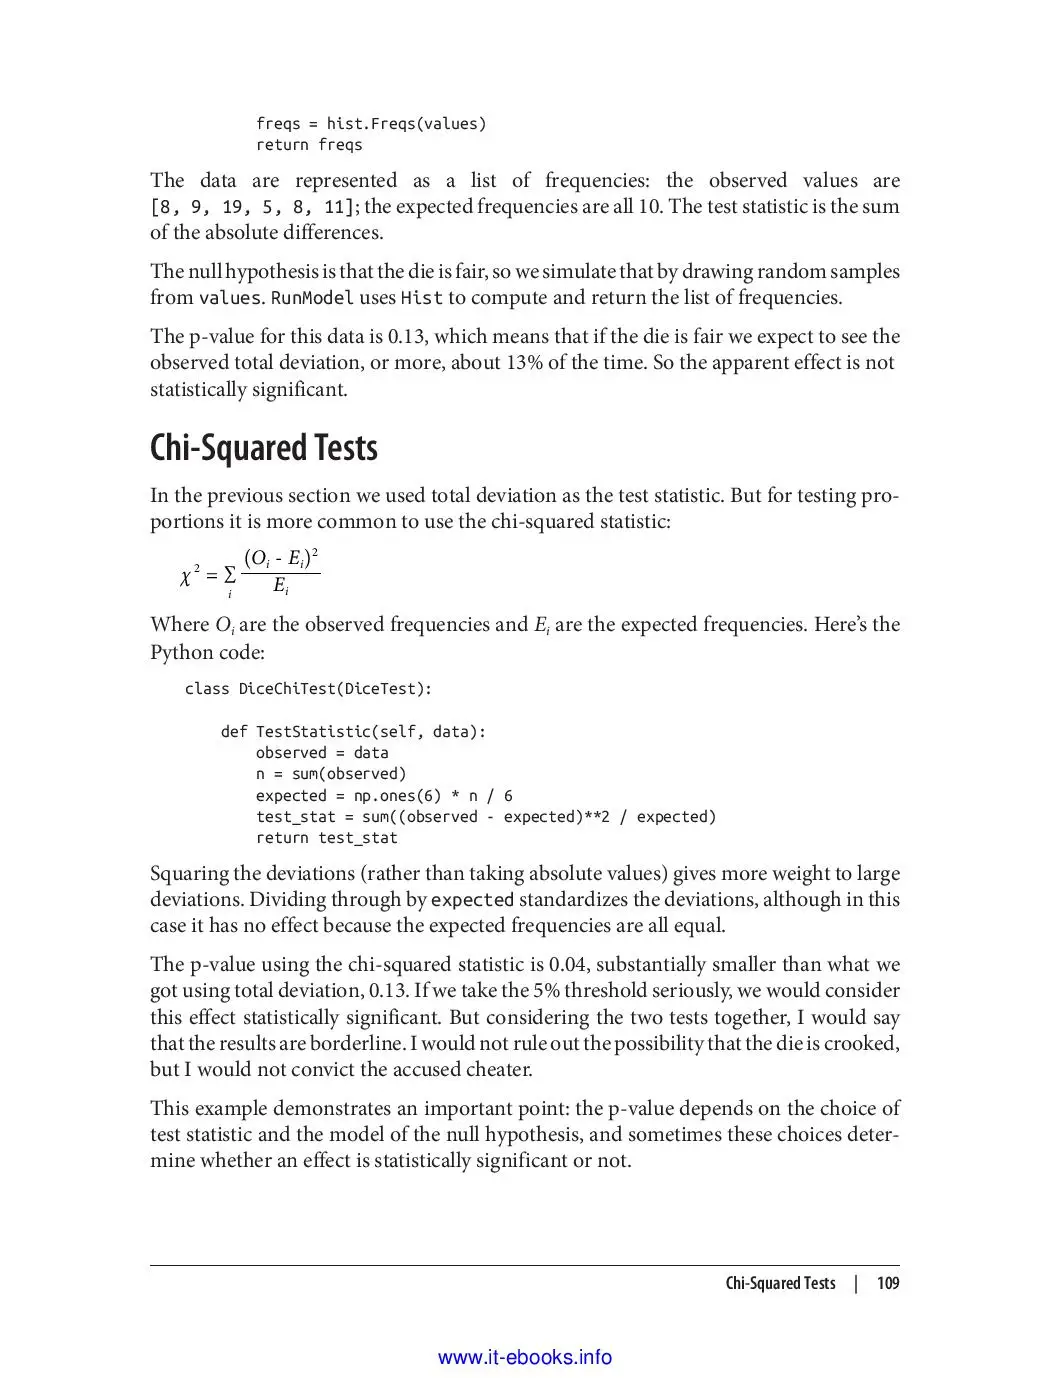 freqs = hist.Freqs(values)
return freqs
The data are represented as a list of frequencies: the observed values are
[8, 9, 19, 5, 8, 11]; the expected frequencies are all 10. The test statistic is the sum
of the absolute differences.
The null hypothesis is that the die is fair, so we simulate that by drawing random samples
from values. RunModel uses Hist to compute and return the list of frequencies.
The p-value for this data is 0.13, which means that if the die is fair we expect to see the
observed total deviation, or more, about 13% of the time. So the apparent effect is not
statistically significant.
Chi-Squared Tests
In the previous section we used total deviation as the test statistic. But for testing pro-
portions it is more common to use the chi-squared statistic:
χ² = ∑ᵢ (Oᵢ - Eᵢ)² / Eᵢ
Where Oᵢ are the observed frequencies and Eᵢ are the expected frequencies. Here’s the
Python code:
class DiceChiTest(DiceTest):
def TestStatistic(self, data):
observed = data
n = sum(observed)
expected = np.ones(6) * n / 6
test_stat = sum((observed - expected)**2 / expected)
return test_stat
Squaring the deviations (rather than taking absolute values) gives more weight to large
deviations. Dividing through by expected standardizes the deviations, although in this
case it has no effect because the expected frequencies are all equal.
The p-value using the chi-squared statistic is 0.04, substantially smaller than what we
got using total deviation, 0.13. If we take the 5% threshold seriously, we would consider
this effect statistically significant. But considering the two tests together, I would say
that the results are borderline. I would not rule out the possibility that the die is crooked,
but I would not convict the accused cheater.
This example demonstrates an important point: the p-value depends on the choice of
test statistic and the model of the null hypothesis, and sometimes these choices deter-
mine whether an effect is statistically significant or not.
Chi-Squared Tests | 109
www.it-ebooks.info